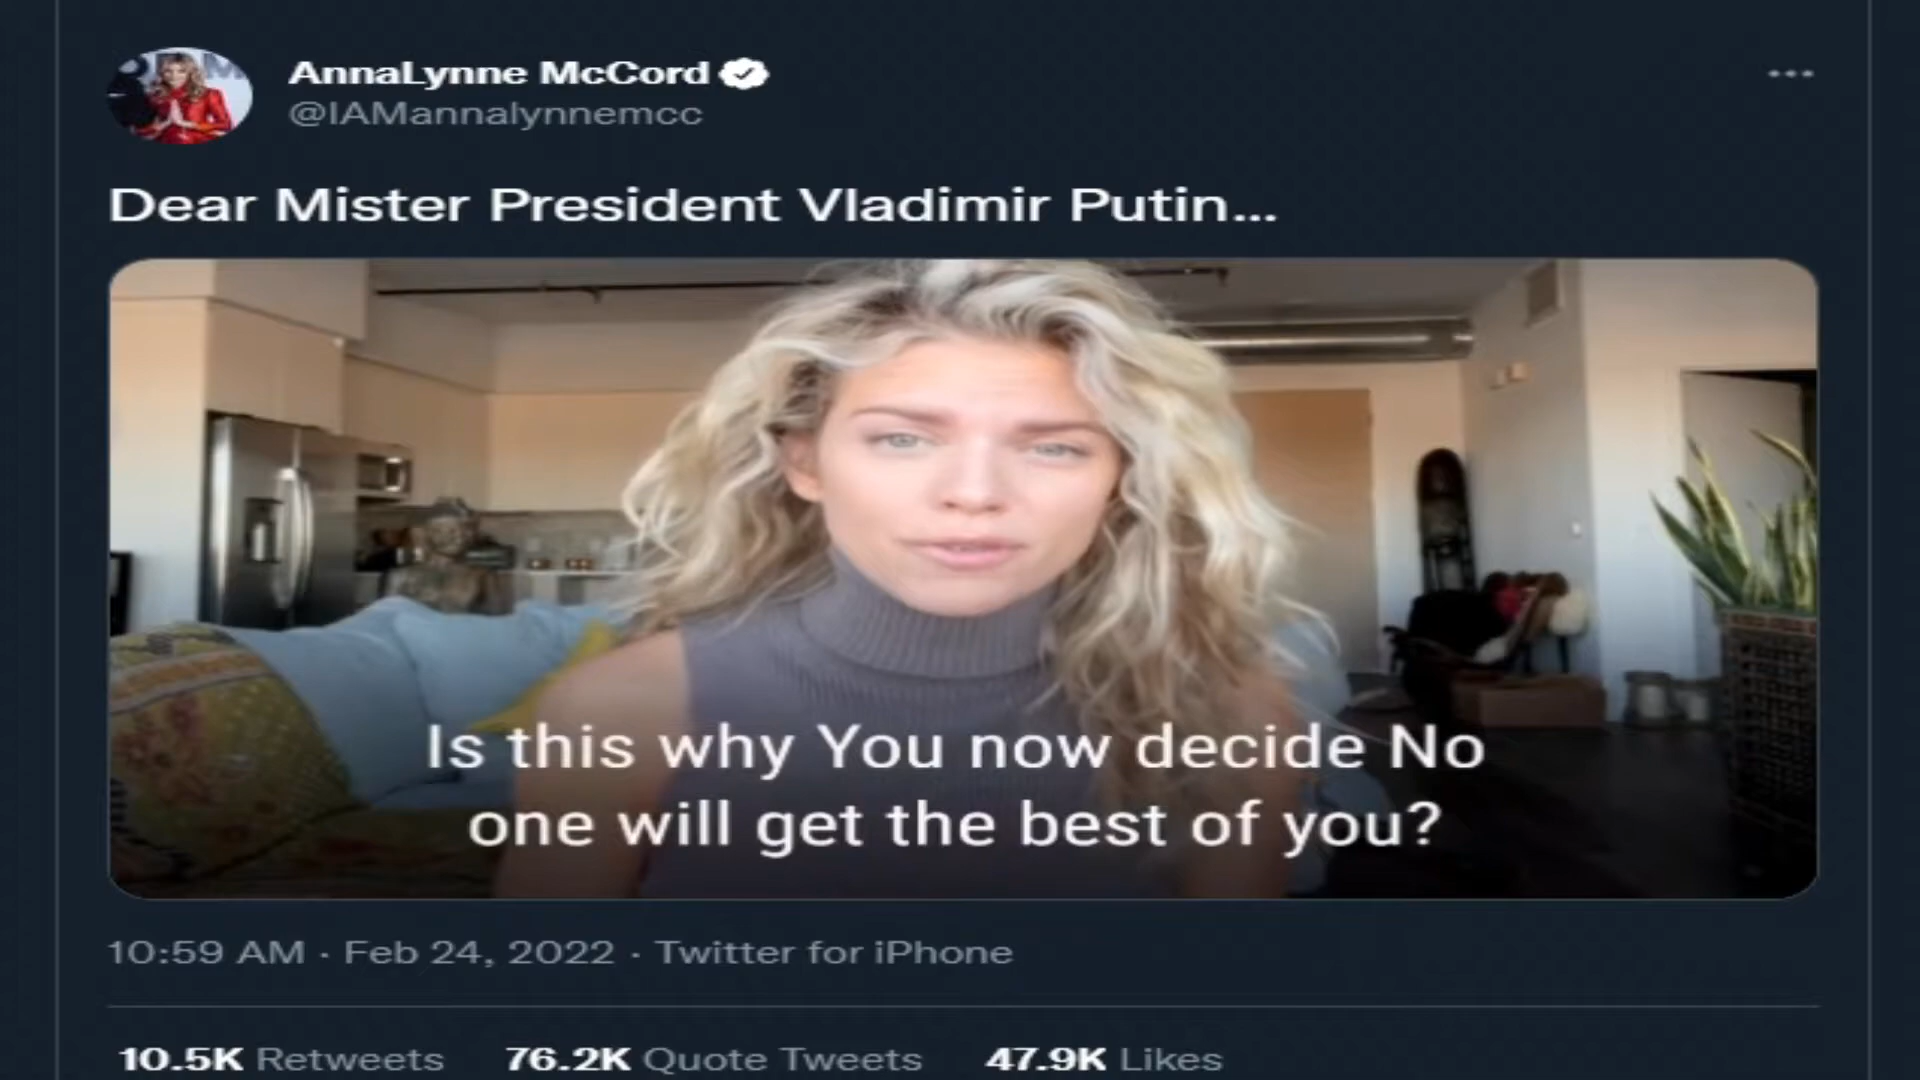 AnnaLynne McCord
@IAMannalynnemcc
Dear Mister President Vladimir Putin...
Is this why You now decide No
one will get the best of you?
10:59 AM · Feb 24, 2022 · Twitter for iPhone
10.5K Retweets 76.2K Quote Tweets 47.9K Likes